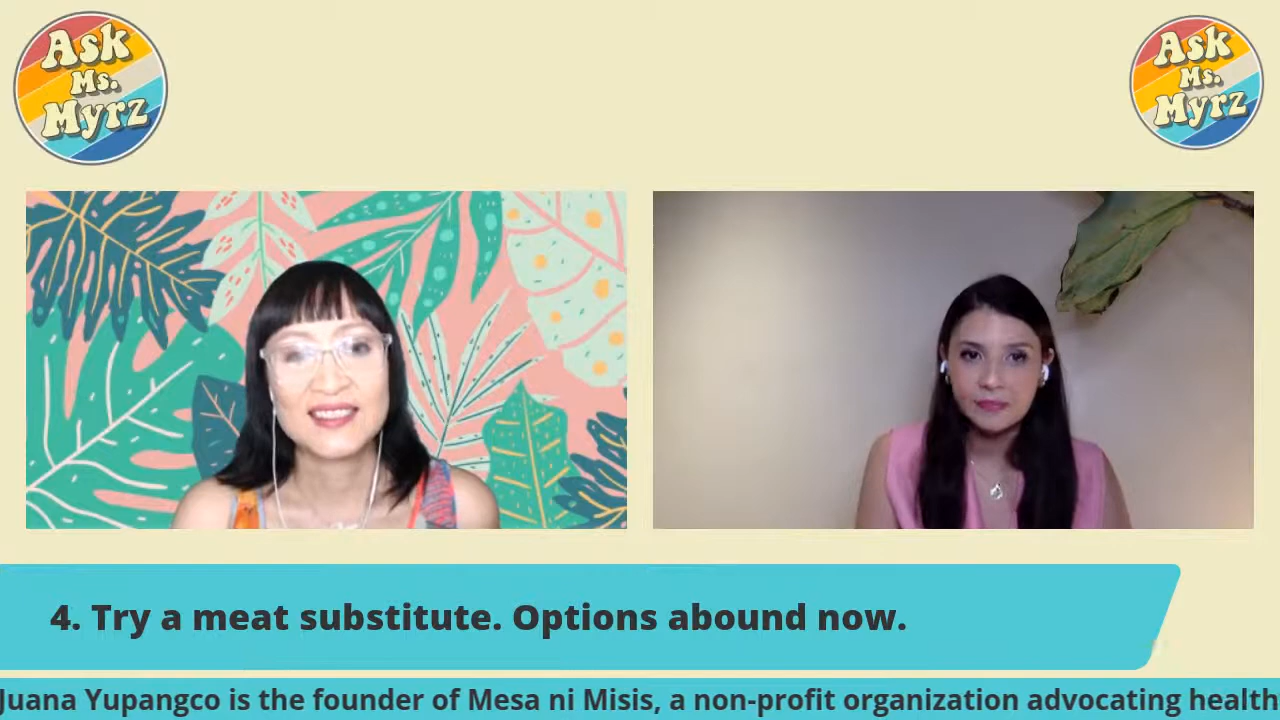 Ask
Ms.
Myrz
Ask
Ms.
Myrz
4. Try a meat substitute. Options abound now.
Juana Yupangco is the founder of Mesa ni Misis, a non-profit organization advocating health